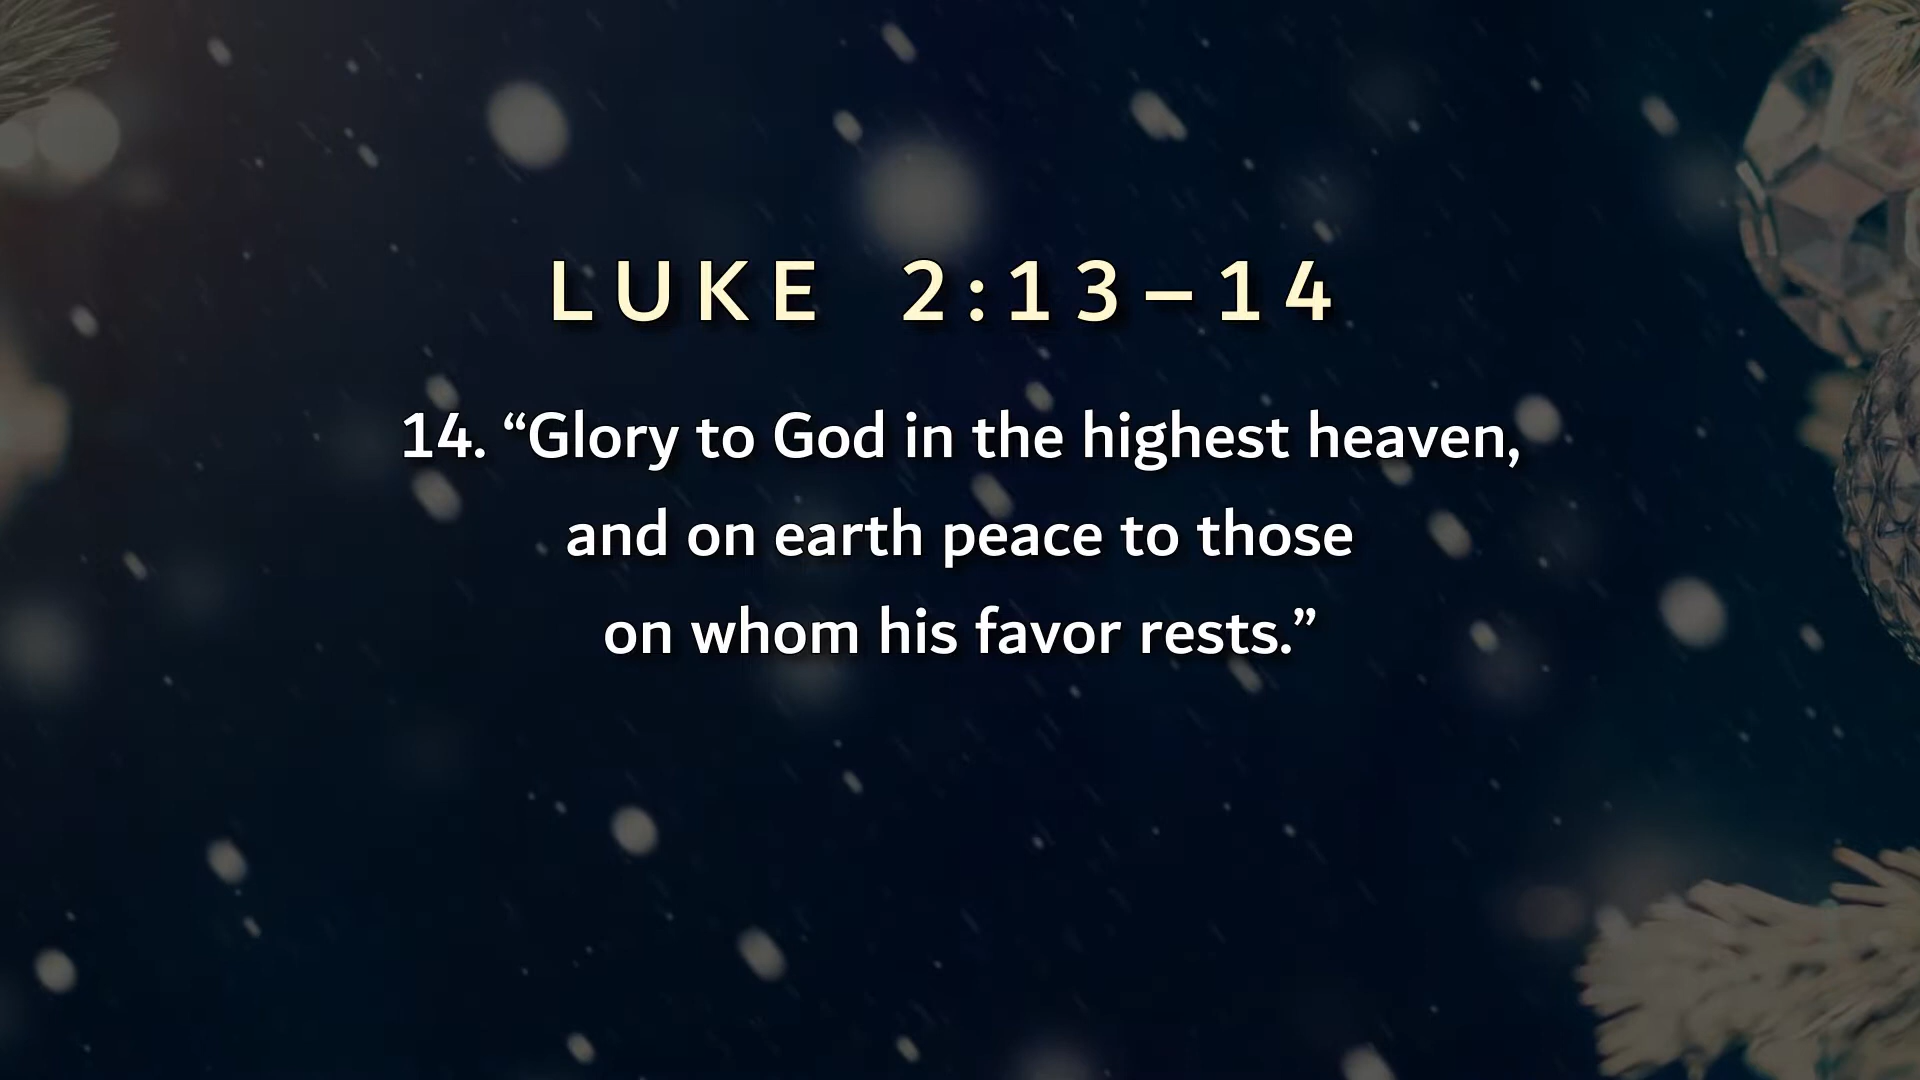 LUKE 2:13–14
14. “Glory to God in the highest heaven,
and on earth peace to those
on whom his favor rests.”